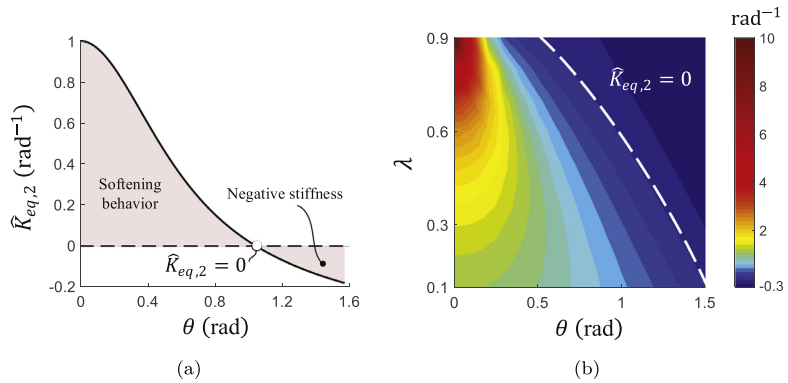 1
0.8
0.6
0.4
0.2
0
-0.2
K̂eq,2 (rad⁻¹)
Softening
behavior
Negative stiffness
K̂eq,2 = 0
0 0.4 0.8 1.2 1.6
θ (rad)
(a)
0.9
0.6
0.3
0.1
λ
K̂eq,2 = 0
0 0.5 1 1.5
θ (rad)
(b)
rad⁻¹
10
8
6
4
2
-0.3